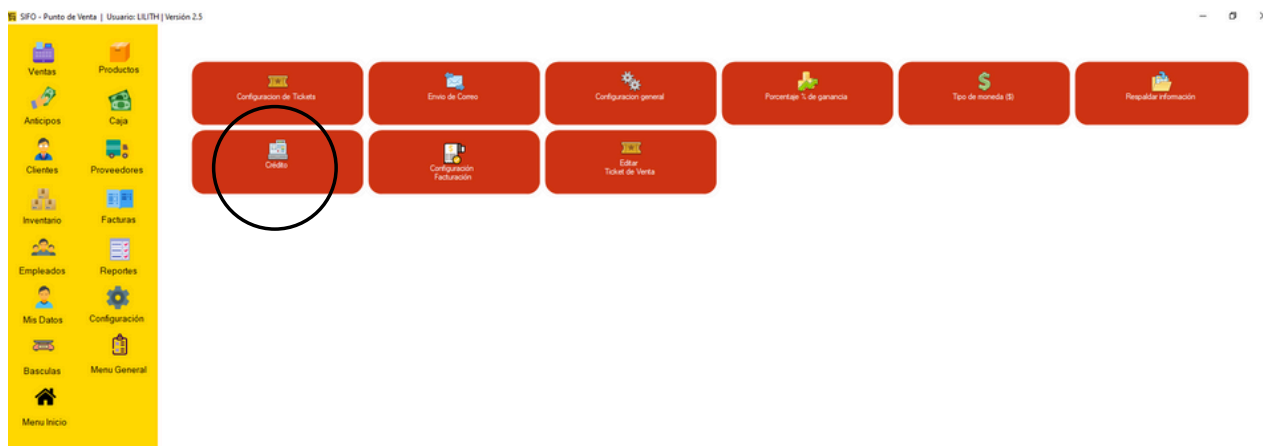 SIFO - Punto de Venta | Usuario: LILITH | Versión 2.5
Ventas
Productos
Anticipos
Caja
Clientes
Proveedores
Inventario
Facturas
Empleados
Reportes
Mis Datos
Configuración
Basculas
Menu General
Menu Inicio
Configuracion de Tickets
Envio de Correo
Configuracion general
Porcentaje % de ganancia
Tipo de moneda ($)
Respaldar información
Crédito
Configuración
Facturación
Editar
Ticket de Venta